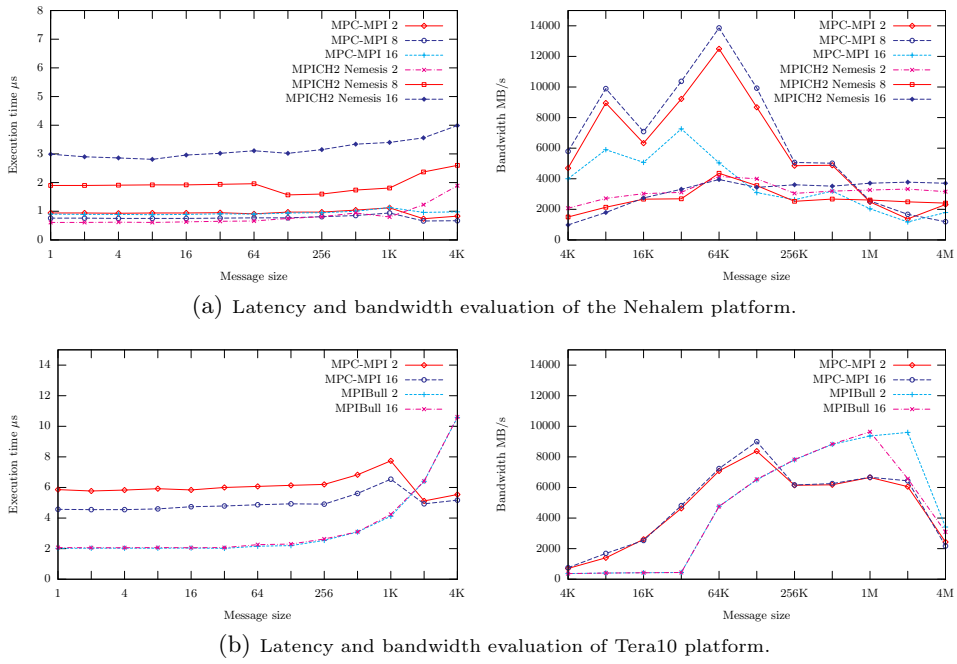 8
7
6
5
4
3
2
1
0
1
4
16
64
256
1K
4K
Execution time μs
Message size
MPC-MPI 2
MPC-MPI 8
MPC-MPI 16
MPICH2 Nemesis 2
MPICH2 Nemesis 8
MPICH2 Nemesis 16
14000
12000
10000
8000
6000
4000
2000
0
4K
16K
64K
256K
1M
4M
Bandwidth MB/s
Message size
MPC-MPI 2
MPC-MPI 8
MPC-MPI 16
MPICH2 Nemesis 2
MPICH2 Nemesis 8
MPICH2 Nemesis 16
(a) Latency and bandwidth evaluation of the Nehalem platform.
14
12
10
8
6
4
2
0
1
4
16
64
256
1K
4K
Execution time μs
Message size
MPC-MPI 2
MPC-MPI 16
MPIBull 2
MPIBull 16
14000
12000
10000
8000
6000
4000
2000
0
4K
16K
64K
256K
1M
4M
Bandwidth MB/s
Message size
MPC-MPI 2
MPC-MPI 16
MPIBull 2
MPIBull 16
(b) Latency and bandwidth evaluation of Tera10 platform.